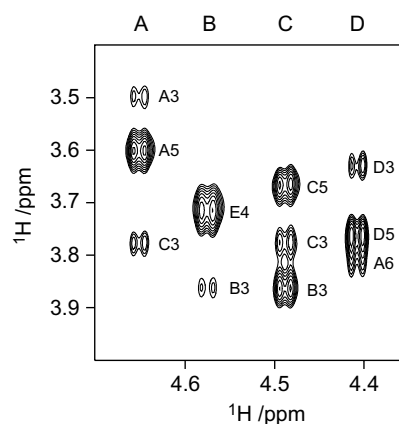 A B C D
3.5 A3
3.6 A5 D3
C5
3.7 E4
C3 C3 D5
3.8 A6
B3 B3
3.9
4.6 4.5 4.4
¹H /ppm
¹H /ppm